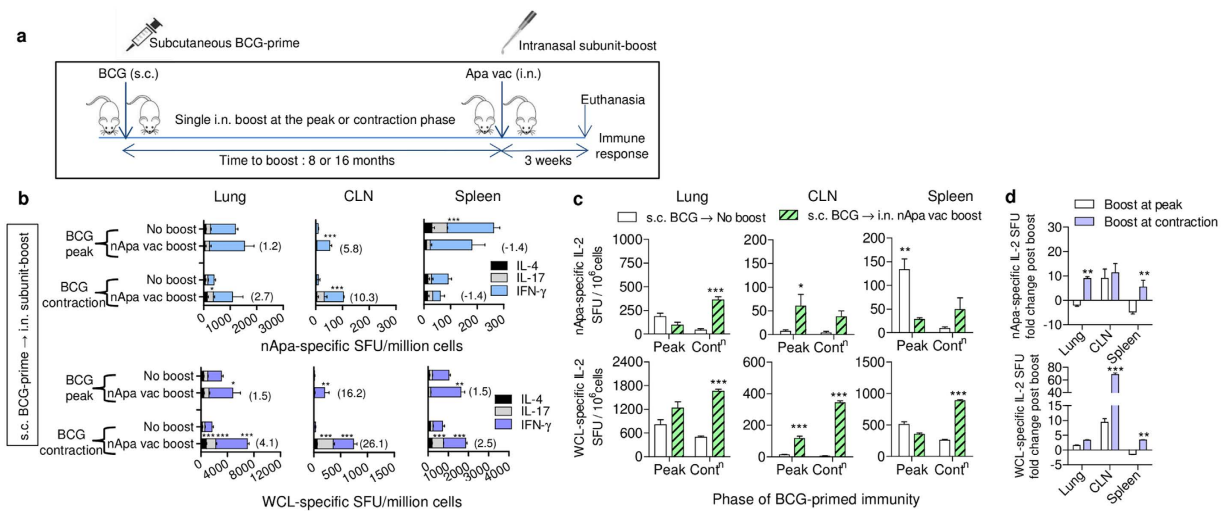 a
Subcutaneous BCG-prime
Intranasal subunit-boost
BCG (s.c.)
Apa vac (i.n.)
Euthanasia
Single i.n. boost at the peak or contraction phase
Immune
response
Time to boost : 8 or 16 months
3 weeks
b
s.c. BCG-prime → i.n. subunit-boost
Lung
CLN
Spleen
BCG
peak
No boost
nApa vac boost
(1.2)
***
(5.8)
***
(-1.4)
BCG
contraction
No boost
nApa vac boost
*
(2.7)
***
(10.3)
(-1.4)
IL-4
IL-17
IFN-γ
0 1000 2000 3000
0 100 200 300
0 100 200 300
nApa-specific SFU/million cells
BCG
peak
No boost
nApa vac boost
*
(1.5)
**
(16.2)
**
(1.5)
BCG
contraction
No boost
nApa vac boost
*** *** ***
(4.1)
***
(26.1)
*** ***
(2.5)
IL-4
IL-17
IFN-γ
0 4000 8000 12000
0 500 1000 1500
0 1000 2000 3000 4000
WCL-specific SFU/million cells
c
Lung
CLN
Spleen
s.c. BCG → No boost
s.c. BCG → i.n. nApa vac boost
nApa-specific IL-2
SFU / 10⁶cells
1000
750
500
250
0
***
Peak Contⁿ
200
150
100
50
0
*
Peak Contⁿ
200
150
100
50
0
**
Peak Contⁿ
WCL-specific IL-2
SFU / 10⁶cells
2400
1800
1200
600
0
***
Peak Contⁿ
600
400
200
0
***
***
Peak Contⁿ
1500
1000
500
0
***
Peak Contⁿ
Phase of BCG-primed immunity
d
Boost at peak
Boost at contraction
nApa-specific IL-2 SFU
fold change post boost
30
20
10
0
-10
**
**
Lung
CLN
Spleen
WCL-specific IL-2 SFU
fold change post boost
80
60
40
20
15
10
5
0
-5
***
**
Lung
CLN
Spleen